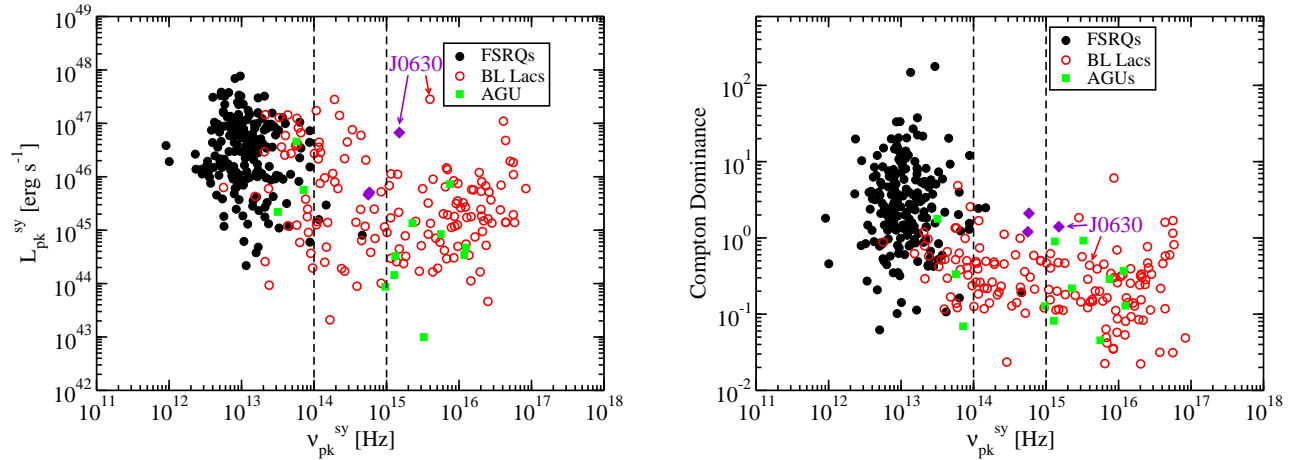 10^49
10^48
10^47
10^46
10^45
10^44
10^43
10^42
L_pk^sy [erg s^-1]
FSRQs
BL Lacs
AGU
J0630
10^11 10^12 10^13 10^14 10^15 10^16 10^17 10^18
ν_pk^sy [Hz]
10^2
10^1
10^0
10^-1
10^-2
Compton Dominance
FSRQs
BL Lacs
AGUs
J0630
10^11 10^12 10^13 10^14 10^15 10^16 10^17 10^18
ν_pk^sy [Hz]